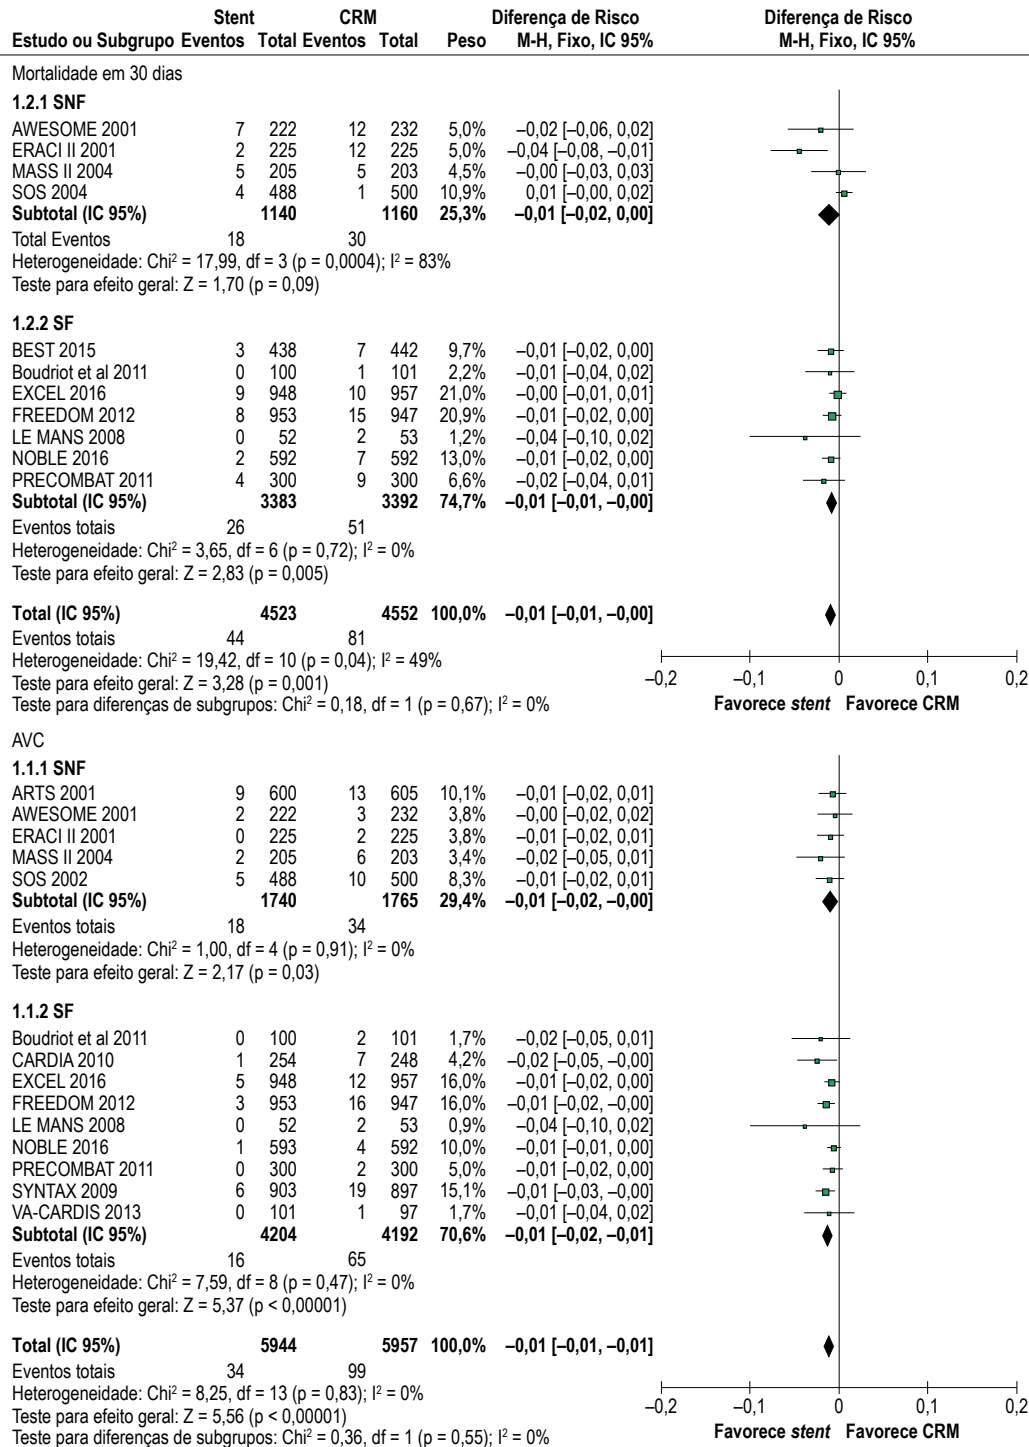 Stent CRM Diferença de Risco Diferença de Risco
Estudo ou Subgrupo Eventos Total Eventos Total Peso M-H, Fixo, IC 95% M-H, Fixo, IC 95%
Mortalidade em 30 dias
1.2.1 SNF
AWESOME 2001 7 222 12 232 5,0% –0,02 [–0,06, 0,02]
ERACI II 2001 2 225 12 225 5,0% –0,04 [–0,08, –0,01]
MASS II 2004 5 205 5 203 4,5% –0,00 [–0,03, 0,03]
SOS 2004 4 488 1 500 10,9% 0,01 [–0,00, 0,02]
Subtotal (IC 95%) 1140 1160 25,3% –0,01 [–0,02, 0,00]
Total Eventos 18 30
Heterogeneidade: Chi² = 17,99, df = 3 (p = 0,0004); I² = 83%
Teste para efeito geral: Z = 1,70 (p = 0,09)
1.2.2 SF
BEST 2015 3 438 7 442 9,7% –0,01 [–0,02, 0,00]
Boudriot et al 2011 0 100 1 101 2,2% –0,01 [–0,04, 0,02]
EXCEL 2016 9 948 10 957 21,0% –0,00 [–0,01, 0,01]
FREEDOM 2012 8 953 15 947 20,9% –0,01 [–0,02, 0,00]
LE MANS 2008 0 52 2 53 1,2% –0,04 [–0,10, 0,02]
NOBLE 2016 2 592 7 592 13,0% –0,01 [–0,02, 0,00]
PRECOMBAT 2011 4 300 9 300 6,6% –0,02 [–0,04, 0,01]
Subtotal (IC 95%) 3383 3392 74,7% –0,01 [–0,01, –0,00]
Eventos totais 26 51
Heterogeneidade: Chi² = 3,65, df = 6 (p = 0,72); I² = 0%
Teste para efeito geral: Z = 2,83 (p = 0,005)
Total (IC 95%) 4523 4552 100,0% –0,01 [–0,01, –0,00]
Eventos totais 44 81
Heterogeneidade: Chi² = 19,42, df = 10 (p = 0,04); I² = 49%
Teste para efeito geral: Z = 3,28 (p = 0,001)
–0,2 –0,1 0 0,1 0,2
Teste para diferenças de subgrupos: Chi² = 0,18, df = 1 (p = 0,67); I² = 0%
Favorece stent Favorece CRM
AVC
1.1.1 SNF
ARTS 2001 9 600 13 605 10,1% –0,01 [–0,02, 0,01]
AWESOME 2001 2 222 3 232 3,8% –0,00 [–0,02, 0,02]
ERACI II 2001 0 225 2 225 3,8% –0,01 [–0,02, 0,01]
MASS II 2004 2 205 6 203 3,4% –0,02 [–0,05, 0,01]
SOS 2002 5 488 10 500 8,3% –0,01 [–0,02, 0,01]
Subtotal (IC 95%) 1740 1765 29,4% –0,01 [–0,02, –0,00]
Eventos totais 18 34
Heterogeneidade: Chi² = 1,00, df = 4 (p = 0,91); I² = 0%
Teste para efeito geral: Z = 2,17 (p = 0,03)
1.1.2 SF
Boudriot et al 2011 0 100 2 101 1,7% –0,02 [–0,05, 0,01]
CARDIA 2010 1 254 7 248 4,2% –0,02 [–0,05, –0,00]
EXCEL 2016 5 948 12 957 16,0% –0,01 [–0,02, 0,00]
FREEDOM 2012 3 953 16 947 16,0% –0,01 [–0,02, –0,00]
LE MANS 2008 0 52 2 53 0,9% –0,04 [–0,10, 0,02]
NOBLE 2016 1 593 4 592 10,0% –0,01 [–0,01, 0,00]
PRECOMBAT 2011 0 300 2 300 5,0% –0,01 [–0,02, 0,00]
SYNTAX 2009 6 903 19 897 15,1% –0,01 [–0,03, –0,00]
VA-CARDIS 2013 0 101 1 97 1,7% –0,01 [–0,04, 0,02]
Subtotal (IC 95%) 4204 4192 70,6% –0,01 [–0,02, –0,01]
Eventos totais 16 65
Heterogeneidade: Chi² = 7,59, df = 8 (p = 0,47); I² = 0%
Teste para efeito geral: Z = 5,37 (p < 0,00001)
Total (IC 95%) 5944 5957 100,0% –0,01 [–0,01, –0,01]
Eventos totais 34 99
Heterogeneidade: Chi² = 8,25, df = 13 (p = 0,83); I² = 0%
Teste para efeito geral: Z = 5,56 (p < 0,00001)
–0,2 –0,1 0 0,1 0,2
Teste para diferenças de subgrupos: Chi² = 0,36, df = 1 (p = 0,55); I² = 0%
Favorece stent Favorece CRM